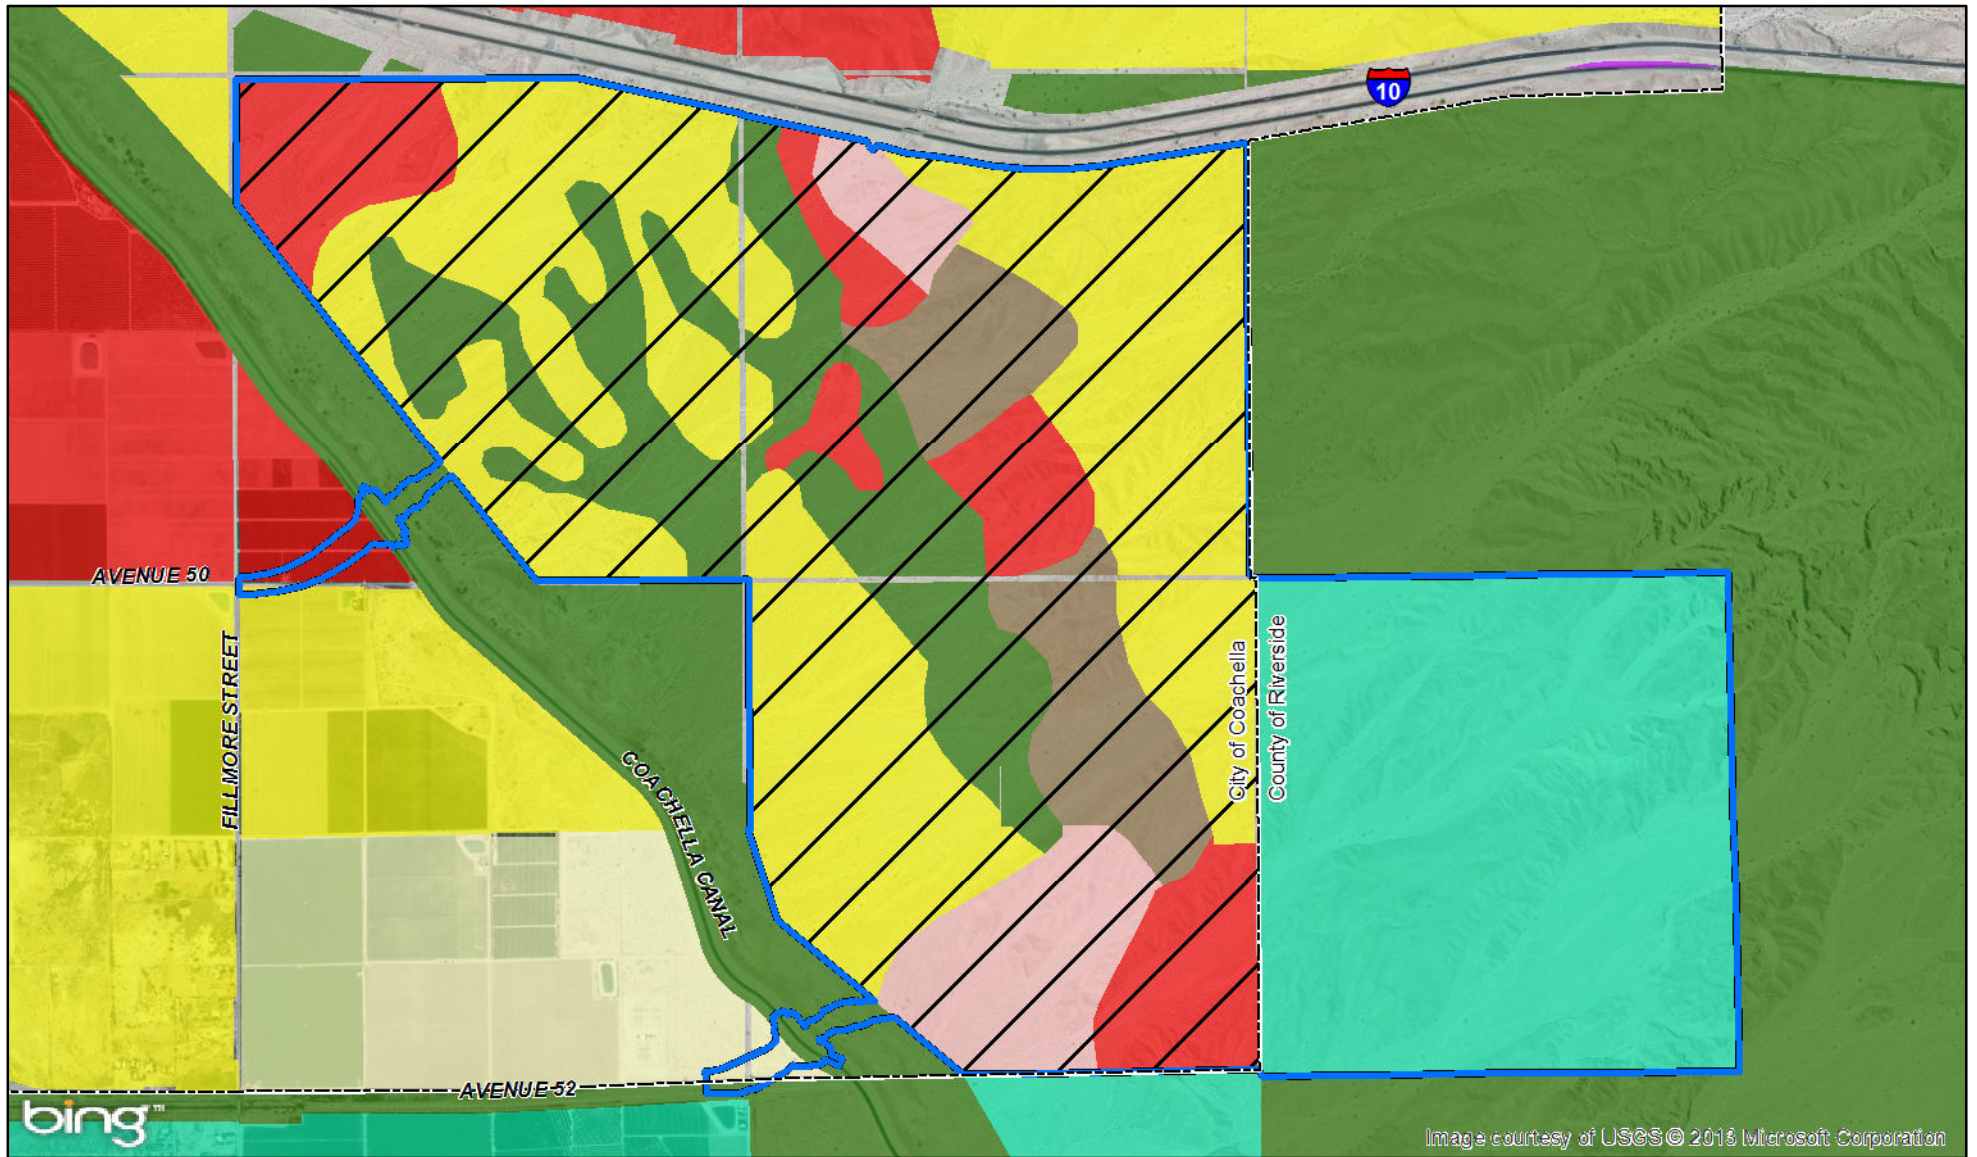 10
AVENUE 50
FILLMORE STREET
City of Coachella
County of Riverside
COACHELLA CANAL
AVENUE 52
bing™
Image courtesy of USGS © 2013 Microsoft Corporation